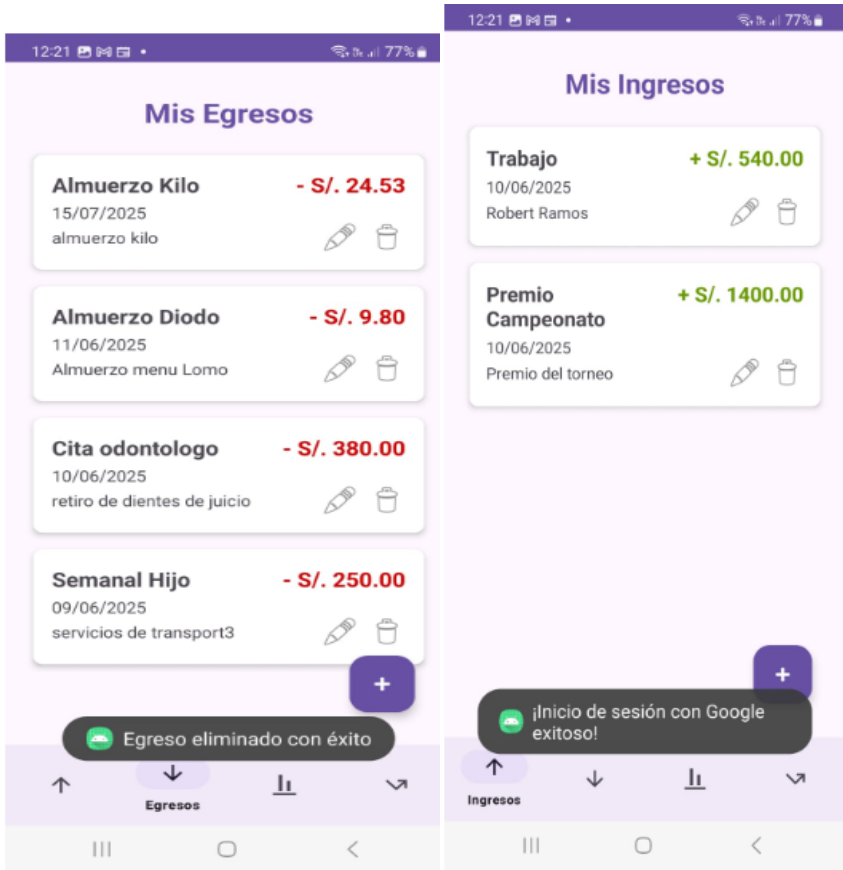 12:21
77%
Mis Egresos
Almuerzo Kilo - S/. 24.53
15/07/2025
almuerzo kilo
Almuerzo Diodo - S/. 9.80
11/06/2025
Almuerzo menu Lomo
Cita odontologo - S/. 380.00
10/06/2025
retiro de dientes de juicio
Semanal Hijo - S/. 250.00
09/06/2025
servicios de transport3
+
Egreso eliminado con éxito
Egresos
12:21
77%
Mis Ingresos
Trabajo + S/. 540.00
10/06/2025
Robert Ramos
Premio + S/. 1400.00
Campeonato
10/06/2025
Premio del torneo
+
¡Inicio de sesión con Google
exitoso!
Ingresos